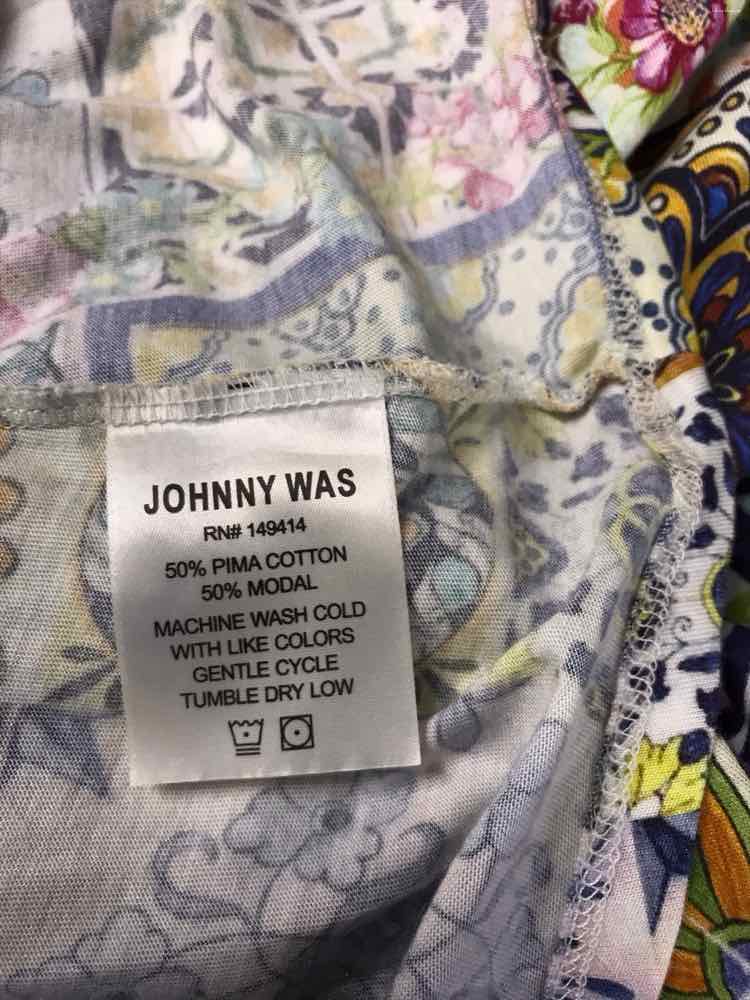 JOHNNY WAS
RN# 149414
50% PIMA COTTON
50% MODAL
MACHINE WASH COLD
WITH LIKE COLORS
GENTLE CYCLE
TUMBLE DRY LOW